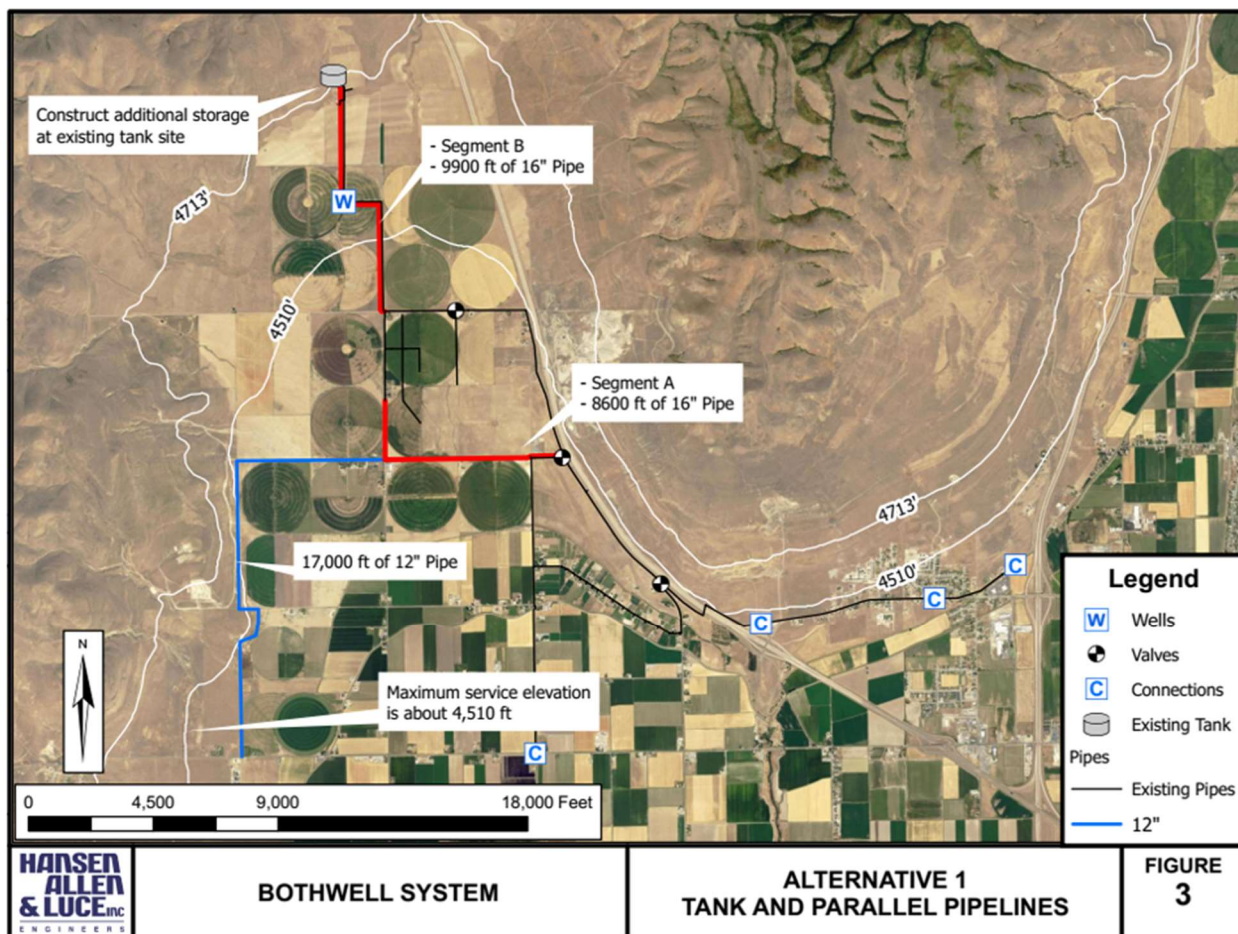 Construct additional storage
at existing tank site
- Segment B
- 9900 ft of 16" Pipe
4713'
W
4510'
- Segment A
- 8600 ft of 16" Pipe
17,000 ft of 12" Pipe
4713'
4510'
C
C
C
Maximum service elevation
is about 4,510 ft
C
N
0 4,500 9,000 18,000 Feet
Legend
W Wells
Valves
C Connections
Existing Tank
Pipes
Existing Pipes
12"
HANSEN
ALLEN
& LUCE INC
ENGINEERS
BOTHWELL SYSTEM
ALTERNATIVE 1
TANK AND PARALLEL PIPELINES
FIGURE
3